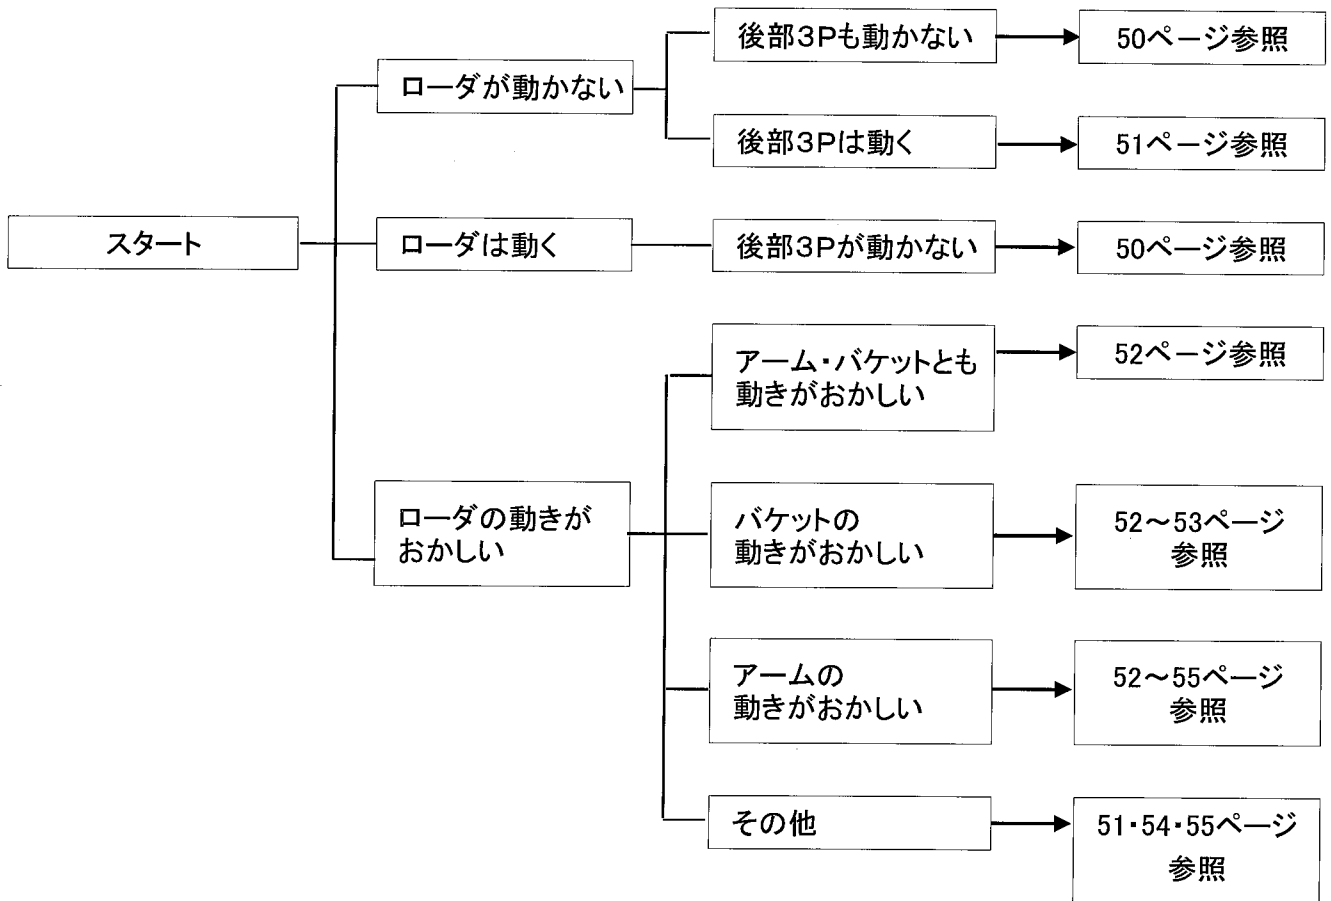 後部3Pも動かない
50ページ参照
ローダが動かない
後部3Pは動く
51ページ参照
スタート
ローダは動く
後部3Pが動かない
50ページ参照
アーム・バケットとも
動きがおかしい
52ページ参照
ローダの動きが
おかしい
バケットの
動きがおかしい
52～53ページ
参照
アームの
動きがおかしい
52～55ページ
参照
その他
51・54・55ページ
参照